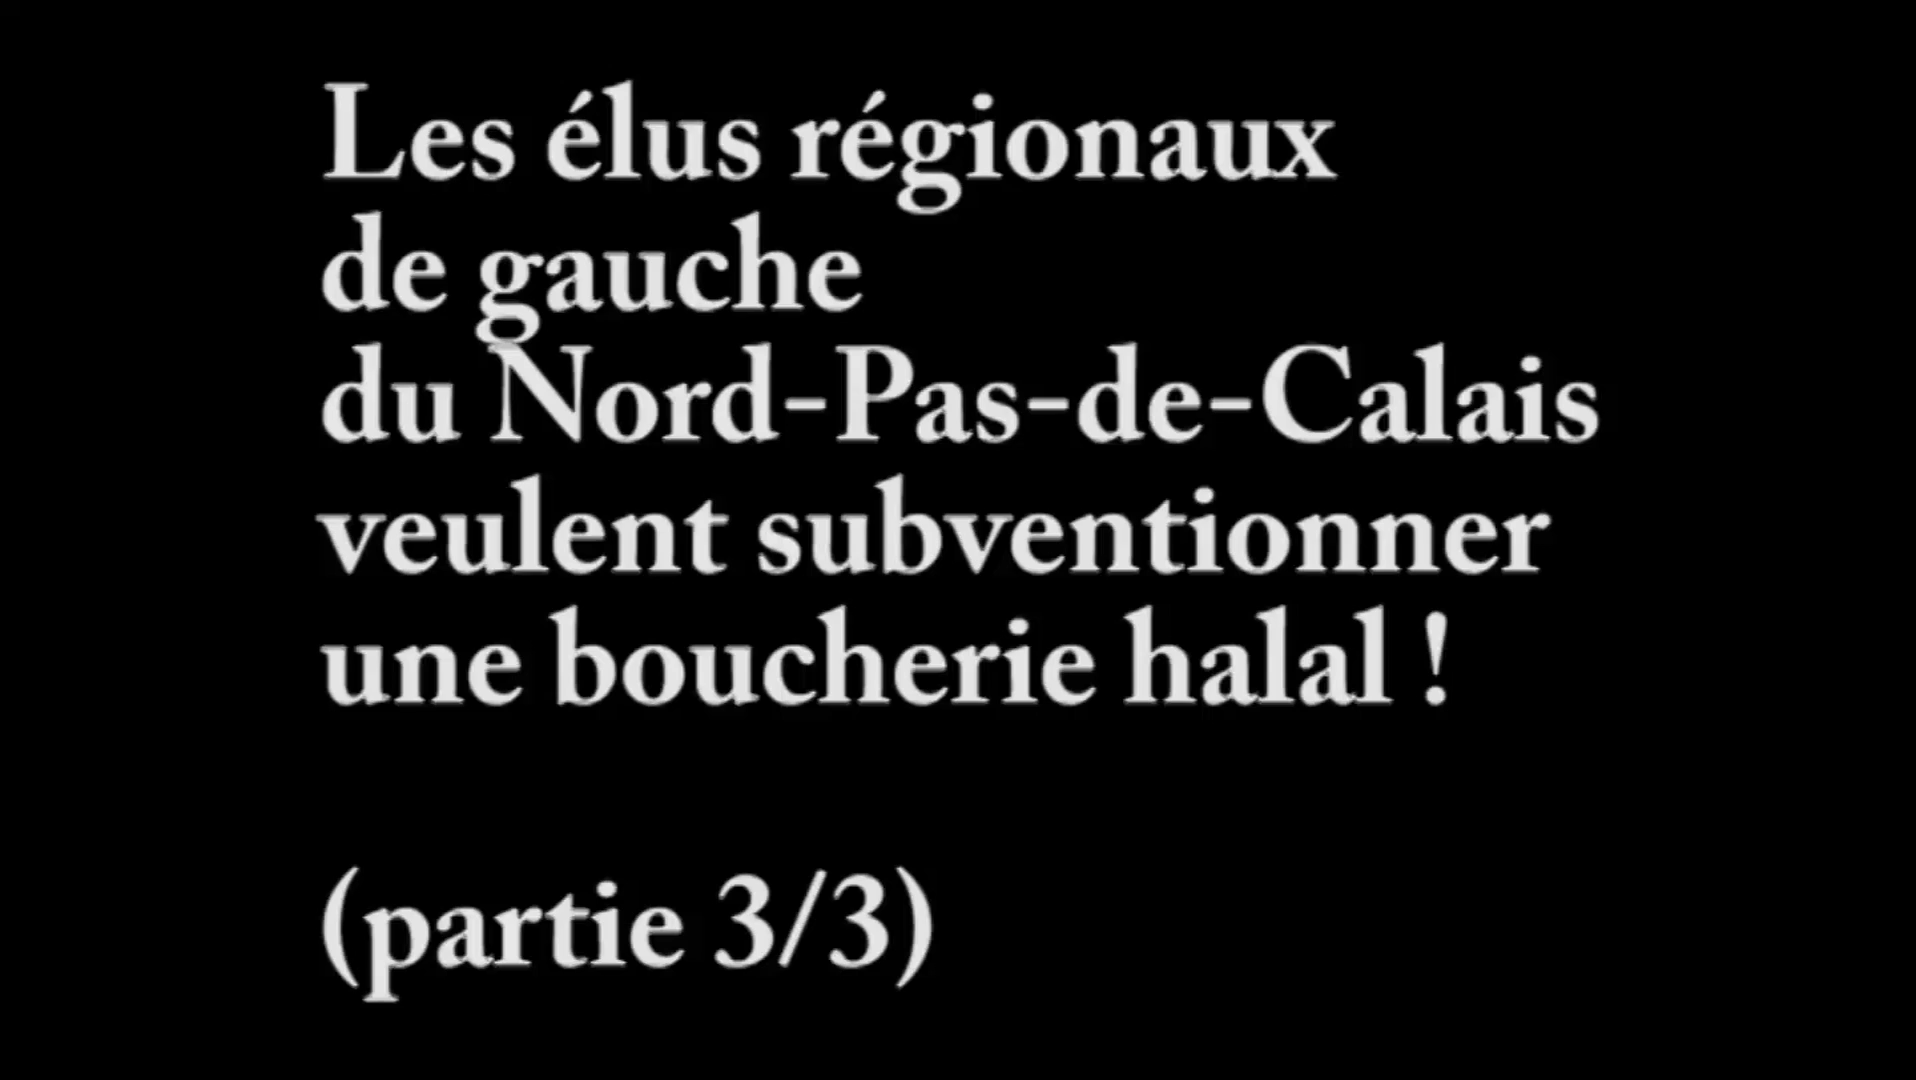 Les élus régionaux
de gauche
du Nord-Pas-de-Calais
veulent subventionner
une boucherie halal !
(partie 3/3)